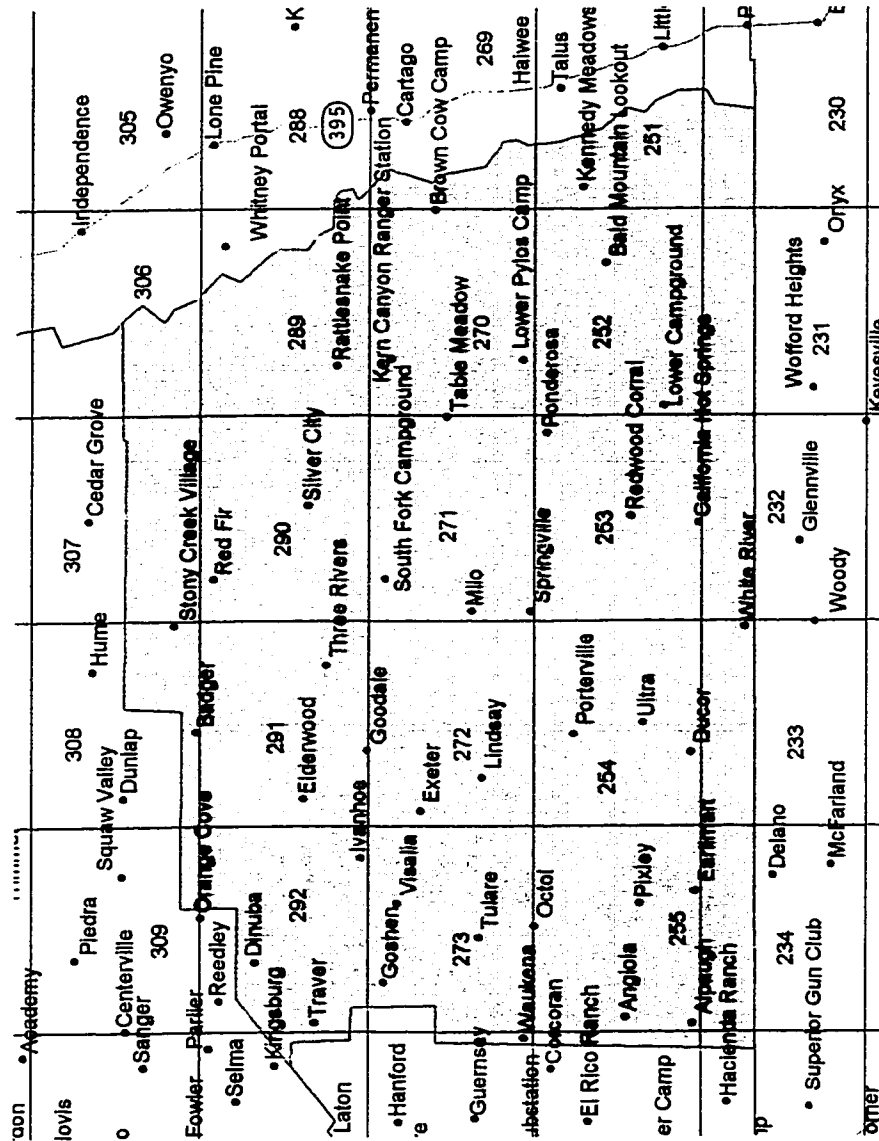 Academy
Piedra
Squaw Valley
308
Hume
307
Cedar Grove
Independence
lovis
Centerville
Dunlap
305
Sanger
309
306
Owenyo
Fowler
Parlier
Orange Cove
Badger
Stony Creek Village
Lone Pine
Selma
Reedley
Red Fir
Whitney Portal
Dinuba
Kingsburg
292
291
290
289
288
K
Traver
Elderwood
Silver City
395
Laton
Three Rivers
Rattlesnake Point
Ivanhoe
Goodale
Hanford
Goshen
Visalia
South Fork Campground
Kern Canyon Ranger Station
Cartago
Exeter
Table Meadow
Brown Cow Camp
Guernsey
273
Tulare
272
Lindsay
271
Milo
270
269
Waukena
Octol
Springville
Lower Pylos Camp
Haiwee
Corcoran
Ponderosa
Talus
El Rico Ranch
Porterville
Kennedy Meadows
254
253
252
Bald Mountain Lookout
Angiola
Pixley
Ultra
Redwood Corral
251
er Camp
255
Lower Campground
Littl
Alpaugh
Earlimart
Ducor
California Hot Springs
Hacienda Ranch
White River
P
234
Delano
233
232
Wofford Heights
Superior Gun Club
McFarland
Woody
Glennville
231
Onyx
230
Keyesville